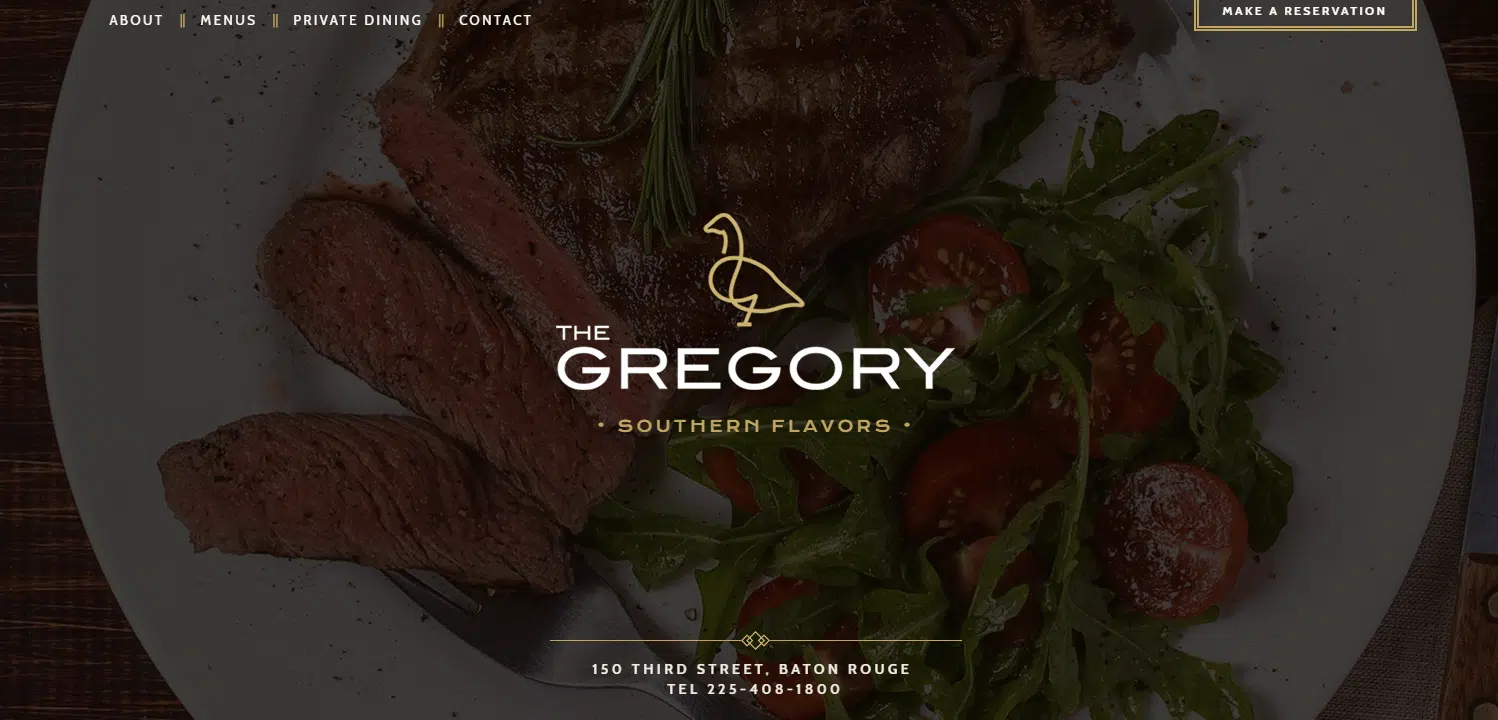 ABOUT || MENUS || PRIVATE DINING || CONTACT
MAKE A RESERVATION
THE
GREGORY
• SOUTHERN FLAVORS •
150 THIRD STREET, BATON ROUGE
TEL 225-408-1800